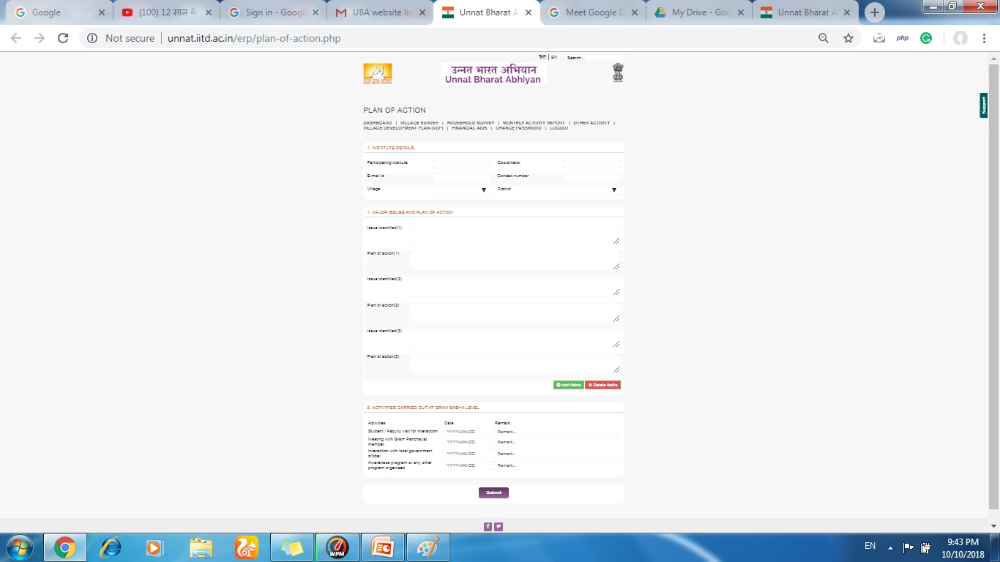 Google
(100) 12 साल के
Sign in - Google
UBA website lin
Unnat Bharat A
Meet Google D
My Drive - Goo
Unnat Bharat A
Not secure | unnat.iitd.ac.in/erp/plan-of-action.php
php
हिंदी | EN Search...
उन्नत भारत अभियान
Unnat Bharat Abhiyan
Support
PLAN OF ACTION
DASHBOARD | VILLAGE SURVEY | HOUSEHOLD SURVEY | MONTHLY ACTIVITY REPORT | OTHER ACTIVITY |
VILLAGE DEVELOPMENT PLAN (VDP) | FINANCIAL AIDS | CHANGE PASSWORD | LOGOUT
1. INSTITUTE DETAILS
Participating institute Coordinator
E-mail id Contact number
Village District
1. MAJOR ISSUES AND PLAN OF ACTION
Issue identified(1)
Plan of action(1)
Issue identified(2)
Plan of action(2)
Issue identified(3)
Plan of action(3)
Add fields Delete fields
2. ACTIVITIES CARRIED OUT AT GRAM SABHA LEVEL
Activities Date Remark
Student / Faculty visit for interaction YYYY-MM-DD Remark...
Meeting with Gram Panchayat
member YYYY-MM-DD Remark...
Interaction with local government
official YYYY-MM-DD Remark...
Awareness program or any other
program organised YYYY-MM-DD Remark...
Submit
WPM
EN
9:43 PM
10/10/2018